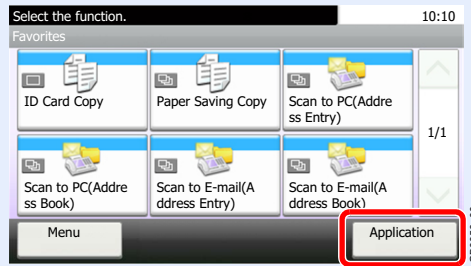 Select the function.
10:10
Favorites
ID Card Copy
Paper Saving Copy
Scan to PC(Addre
ss Entry)
1/1
Scan to PC(Addre
ss Book)
Scan to E-mail(A
ddress Entry)
Scan to E-mail(A
ddress Book)
Menu
Application